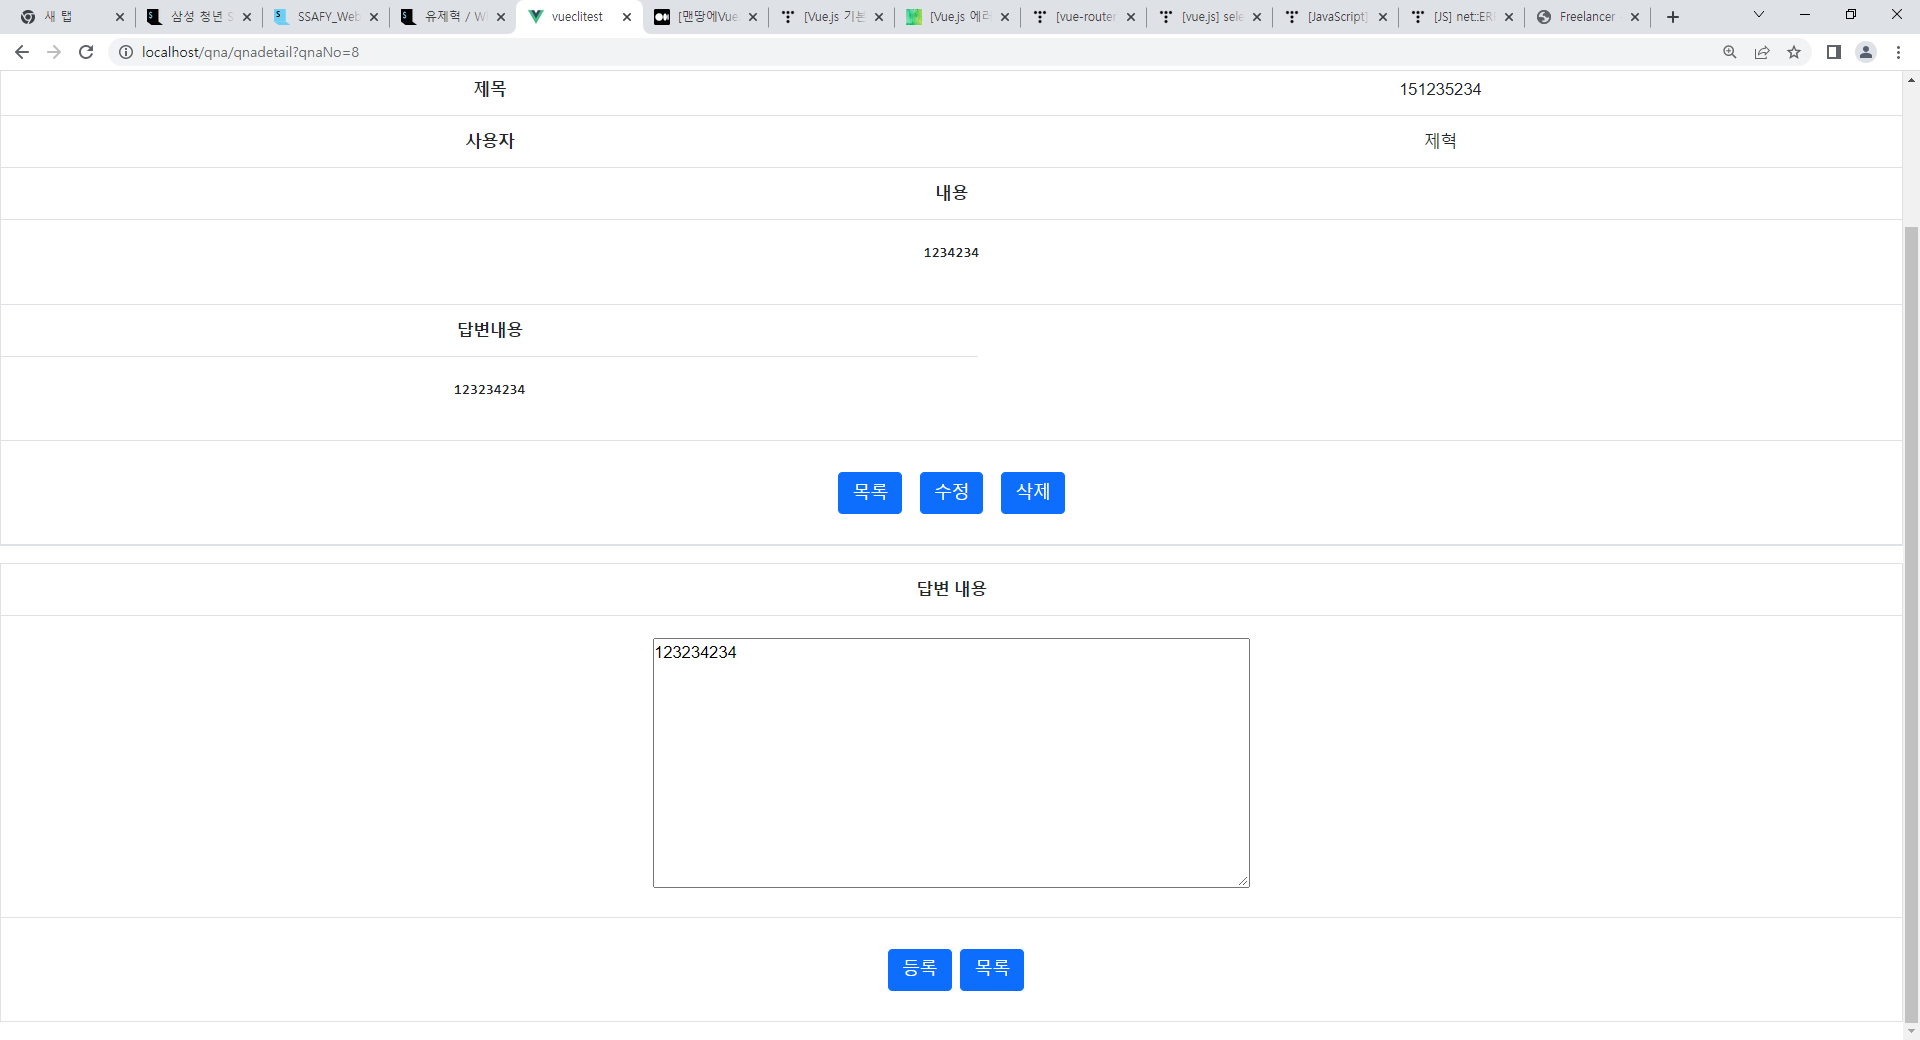 새 탭
삼성 청년 S
SSAFY_Web
유제혁 / W
vueclitest
[맨땅에Vue
[Vue.js 기본
[Vue.js 에러
[vue-router
[vue.js] sele
[JavaScript]
[JS] net::ERR
Freelancer
localhost/qna/qnadetail?qnaNo=8
제목 151235234
사용자 제혁
내용
1234234
답변내용
123234234
목록 수정 삭제
답변 내용
123234234
등록 목록